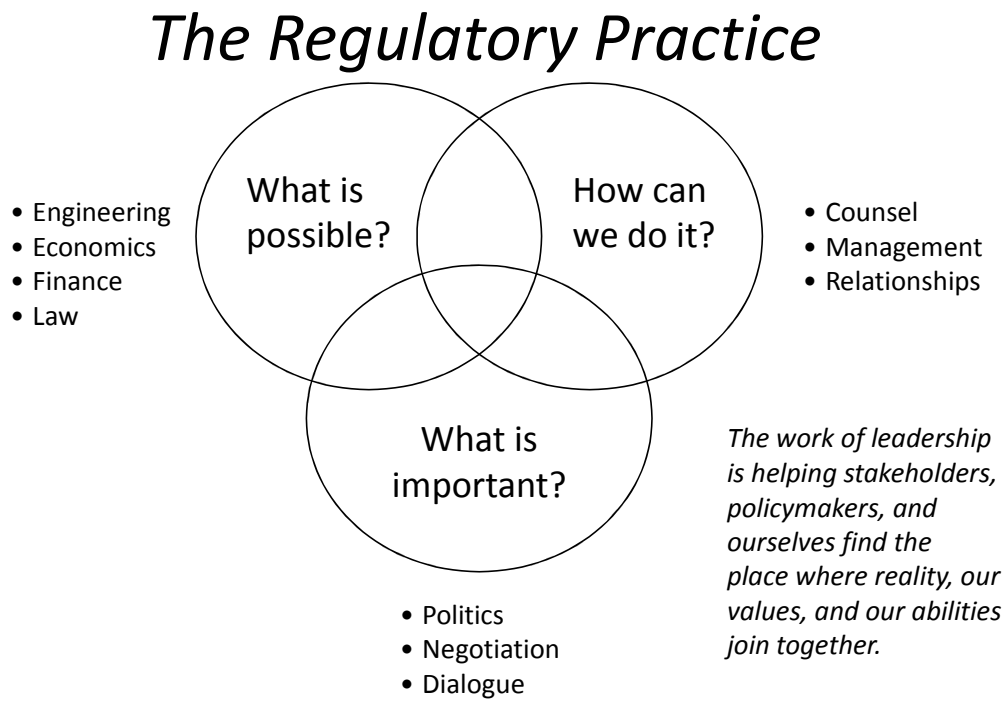 The Regulatory Practice
What is
possible?
How can
we do it?
• Engineering
• Economics
• Finance
• Law
• Counsel
• Management
• Relationships
What is
important?
The work of leadership
is helping stakeholders,
policymakers, and
ourselves find the
place where reality, our
values, and our abilities
join together.
• Politics
• Negotiation
• Dialogue